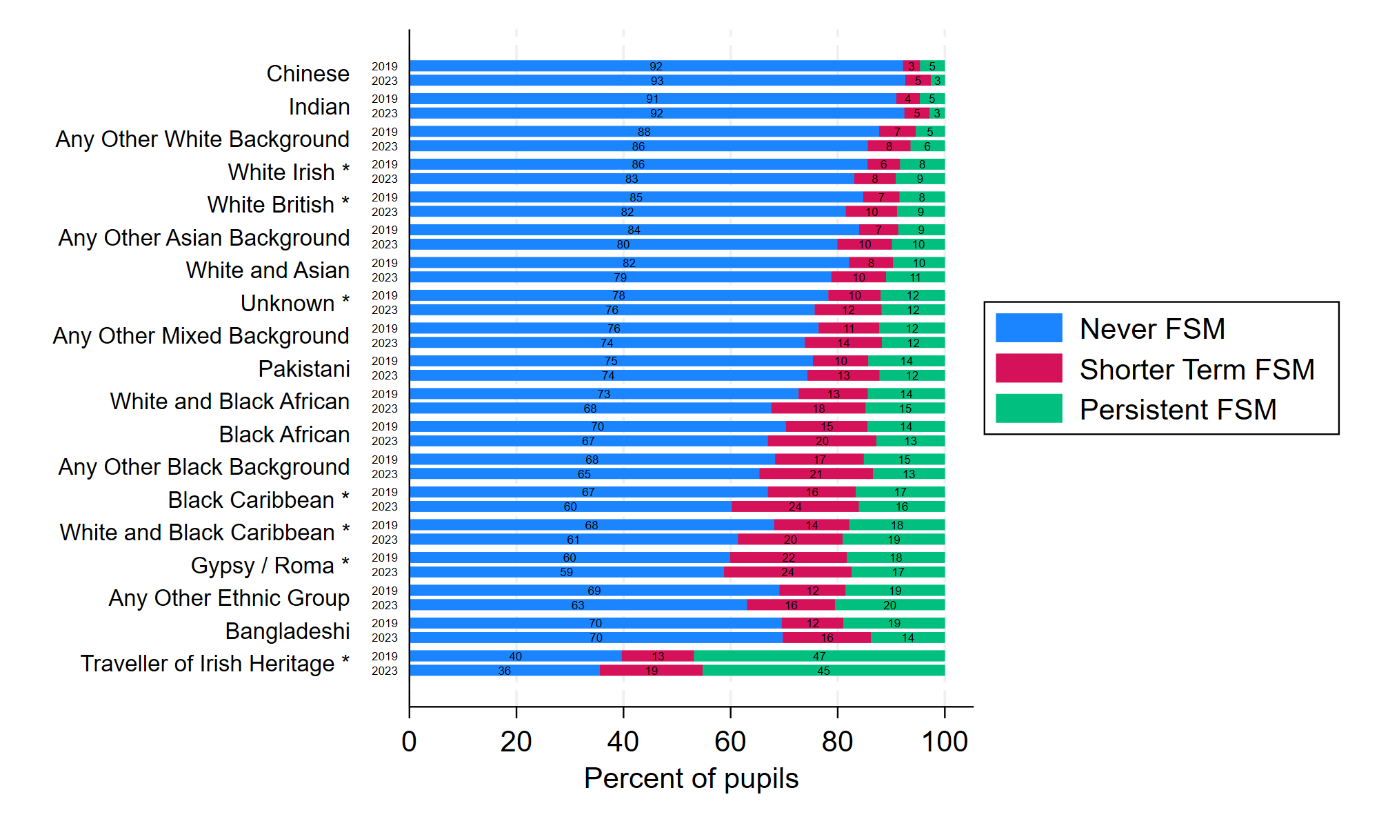 Chinese
2019 92 3 5
2023 93 5 3
Indian
2019 91 4 5
2023 92 5 3
Any Other White Background
2019 88 7 5
2023 86 8 6
White Irish *
2019 86 6 8
2023 83 8 9
White British *
2019 85 7 8
2023 82 10 9
Any Other Asian Background
2019 84 7 9
2023 80 10 10
White and Asian
2019 82 8 10
2023 79 10 11
Unknown *
2019 78 10 12
2023 76 12 12
Any Other Mixed Background
2019 76 11 12
2023 74 14 12
Pakistani
2019 75 10 14
2023 74 13 12
White and Black African
2019 73 13 14
2023 68 18 15
Black African
2019 70 15 14
2023 67 20 13
Any Other Black Background
2019 68 17 15
2023 65 21 13
Black Caribbean *
2019 67 16 17
2023 60 24 16
White and Black Caribbean *
2019 68 14 18
2023 61 20 19
Gypsy / Roma *
2019 60 22 18
2023 59 24 17
Any Other Ethnic Group
2019 69 12 19
2023 63 16 20
Bangladeshi
2019 70 12 19
2023 70 16 14
Traveller of Irish Heritage *
2019 40 13 47
2023 36 19 45
0 20 40 60 80 100
Percent of pupils
Never FSM
Shorter Term FSM
Persistent FSM